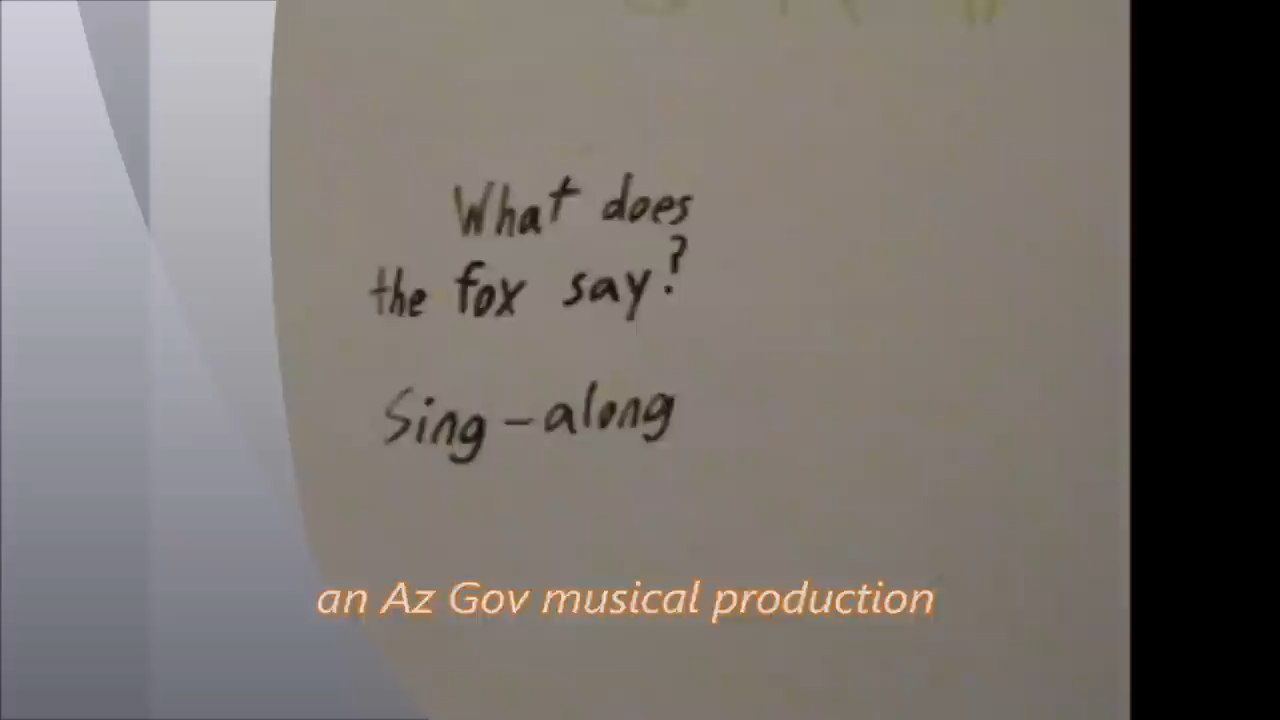 What does
the fox say?
Sing-along
an Az Gov musical production